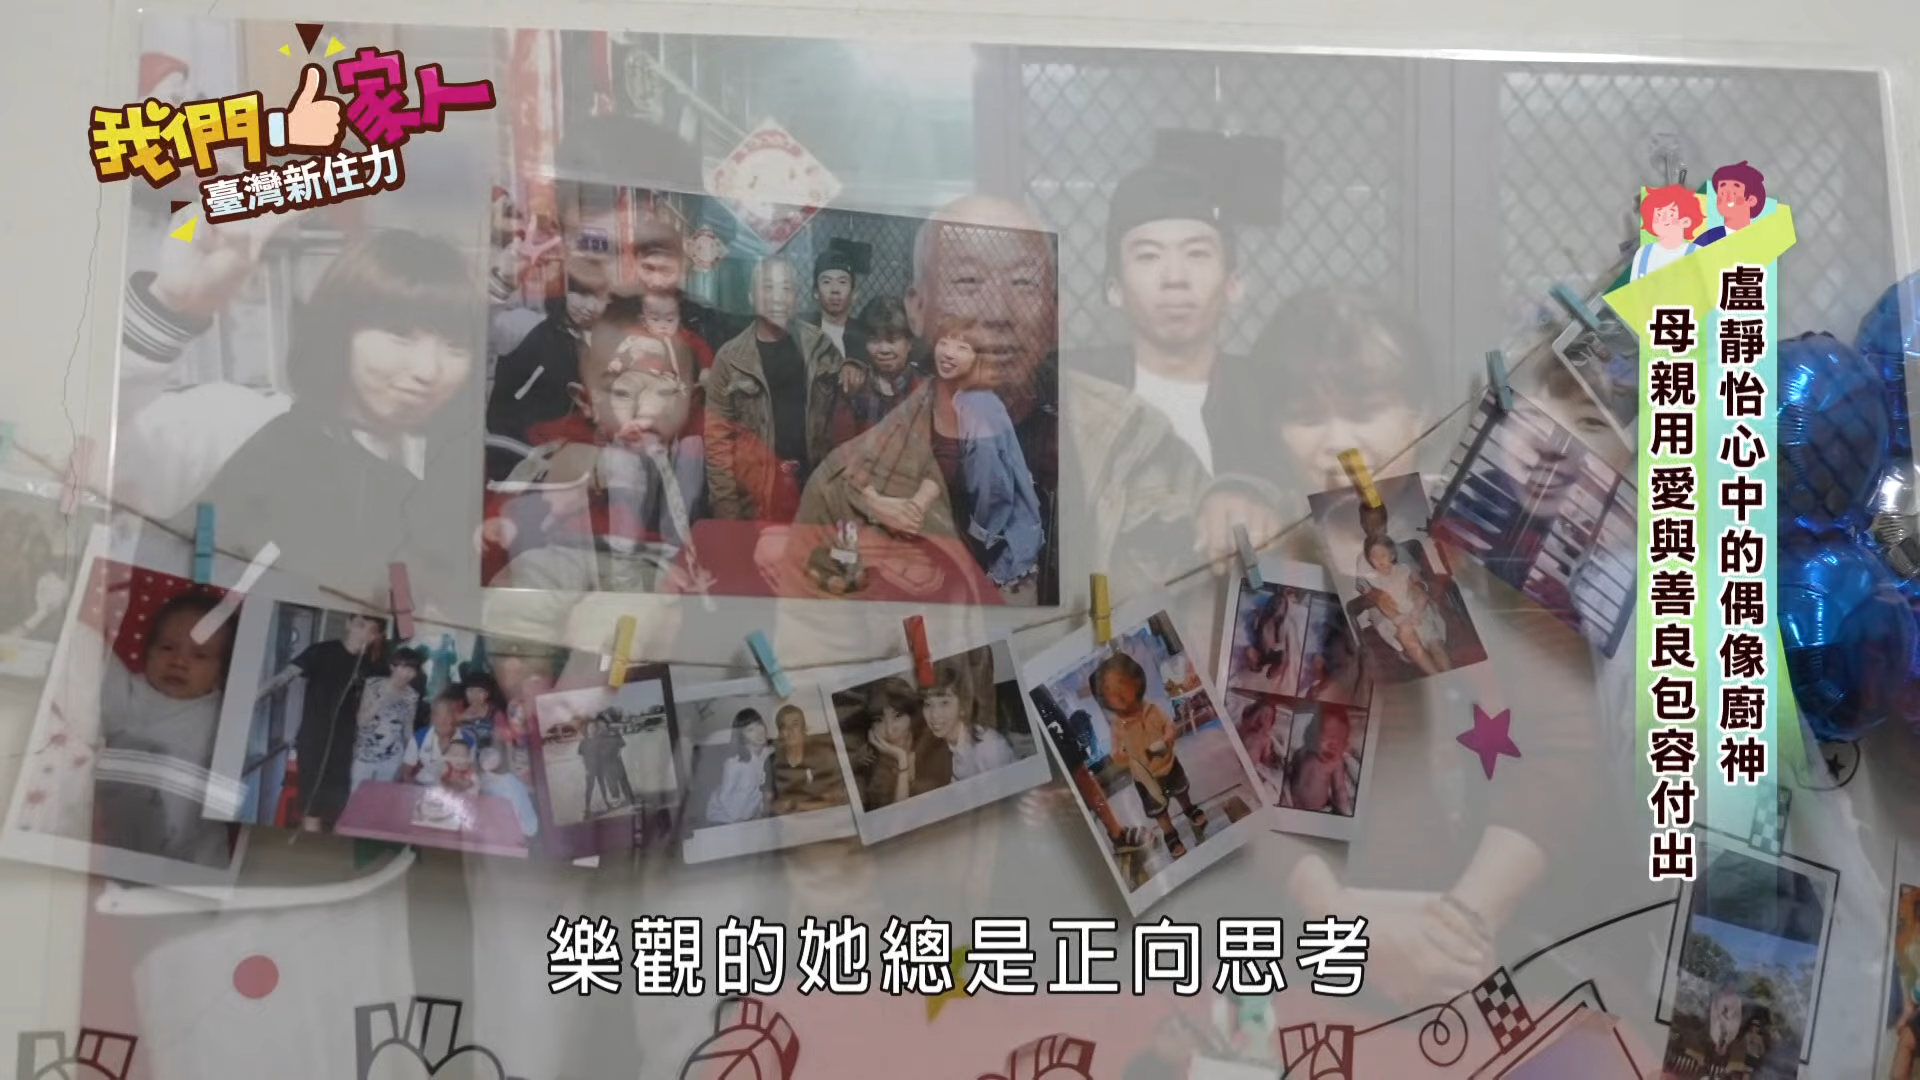 我們家人
臺灣新住力
盧靜怡心中的偶像廚神
母親用愛與善良包容付出
樂觀的她總是正向思考